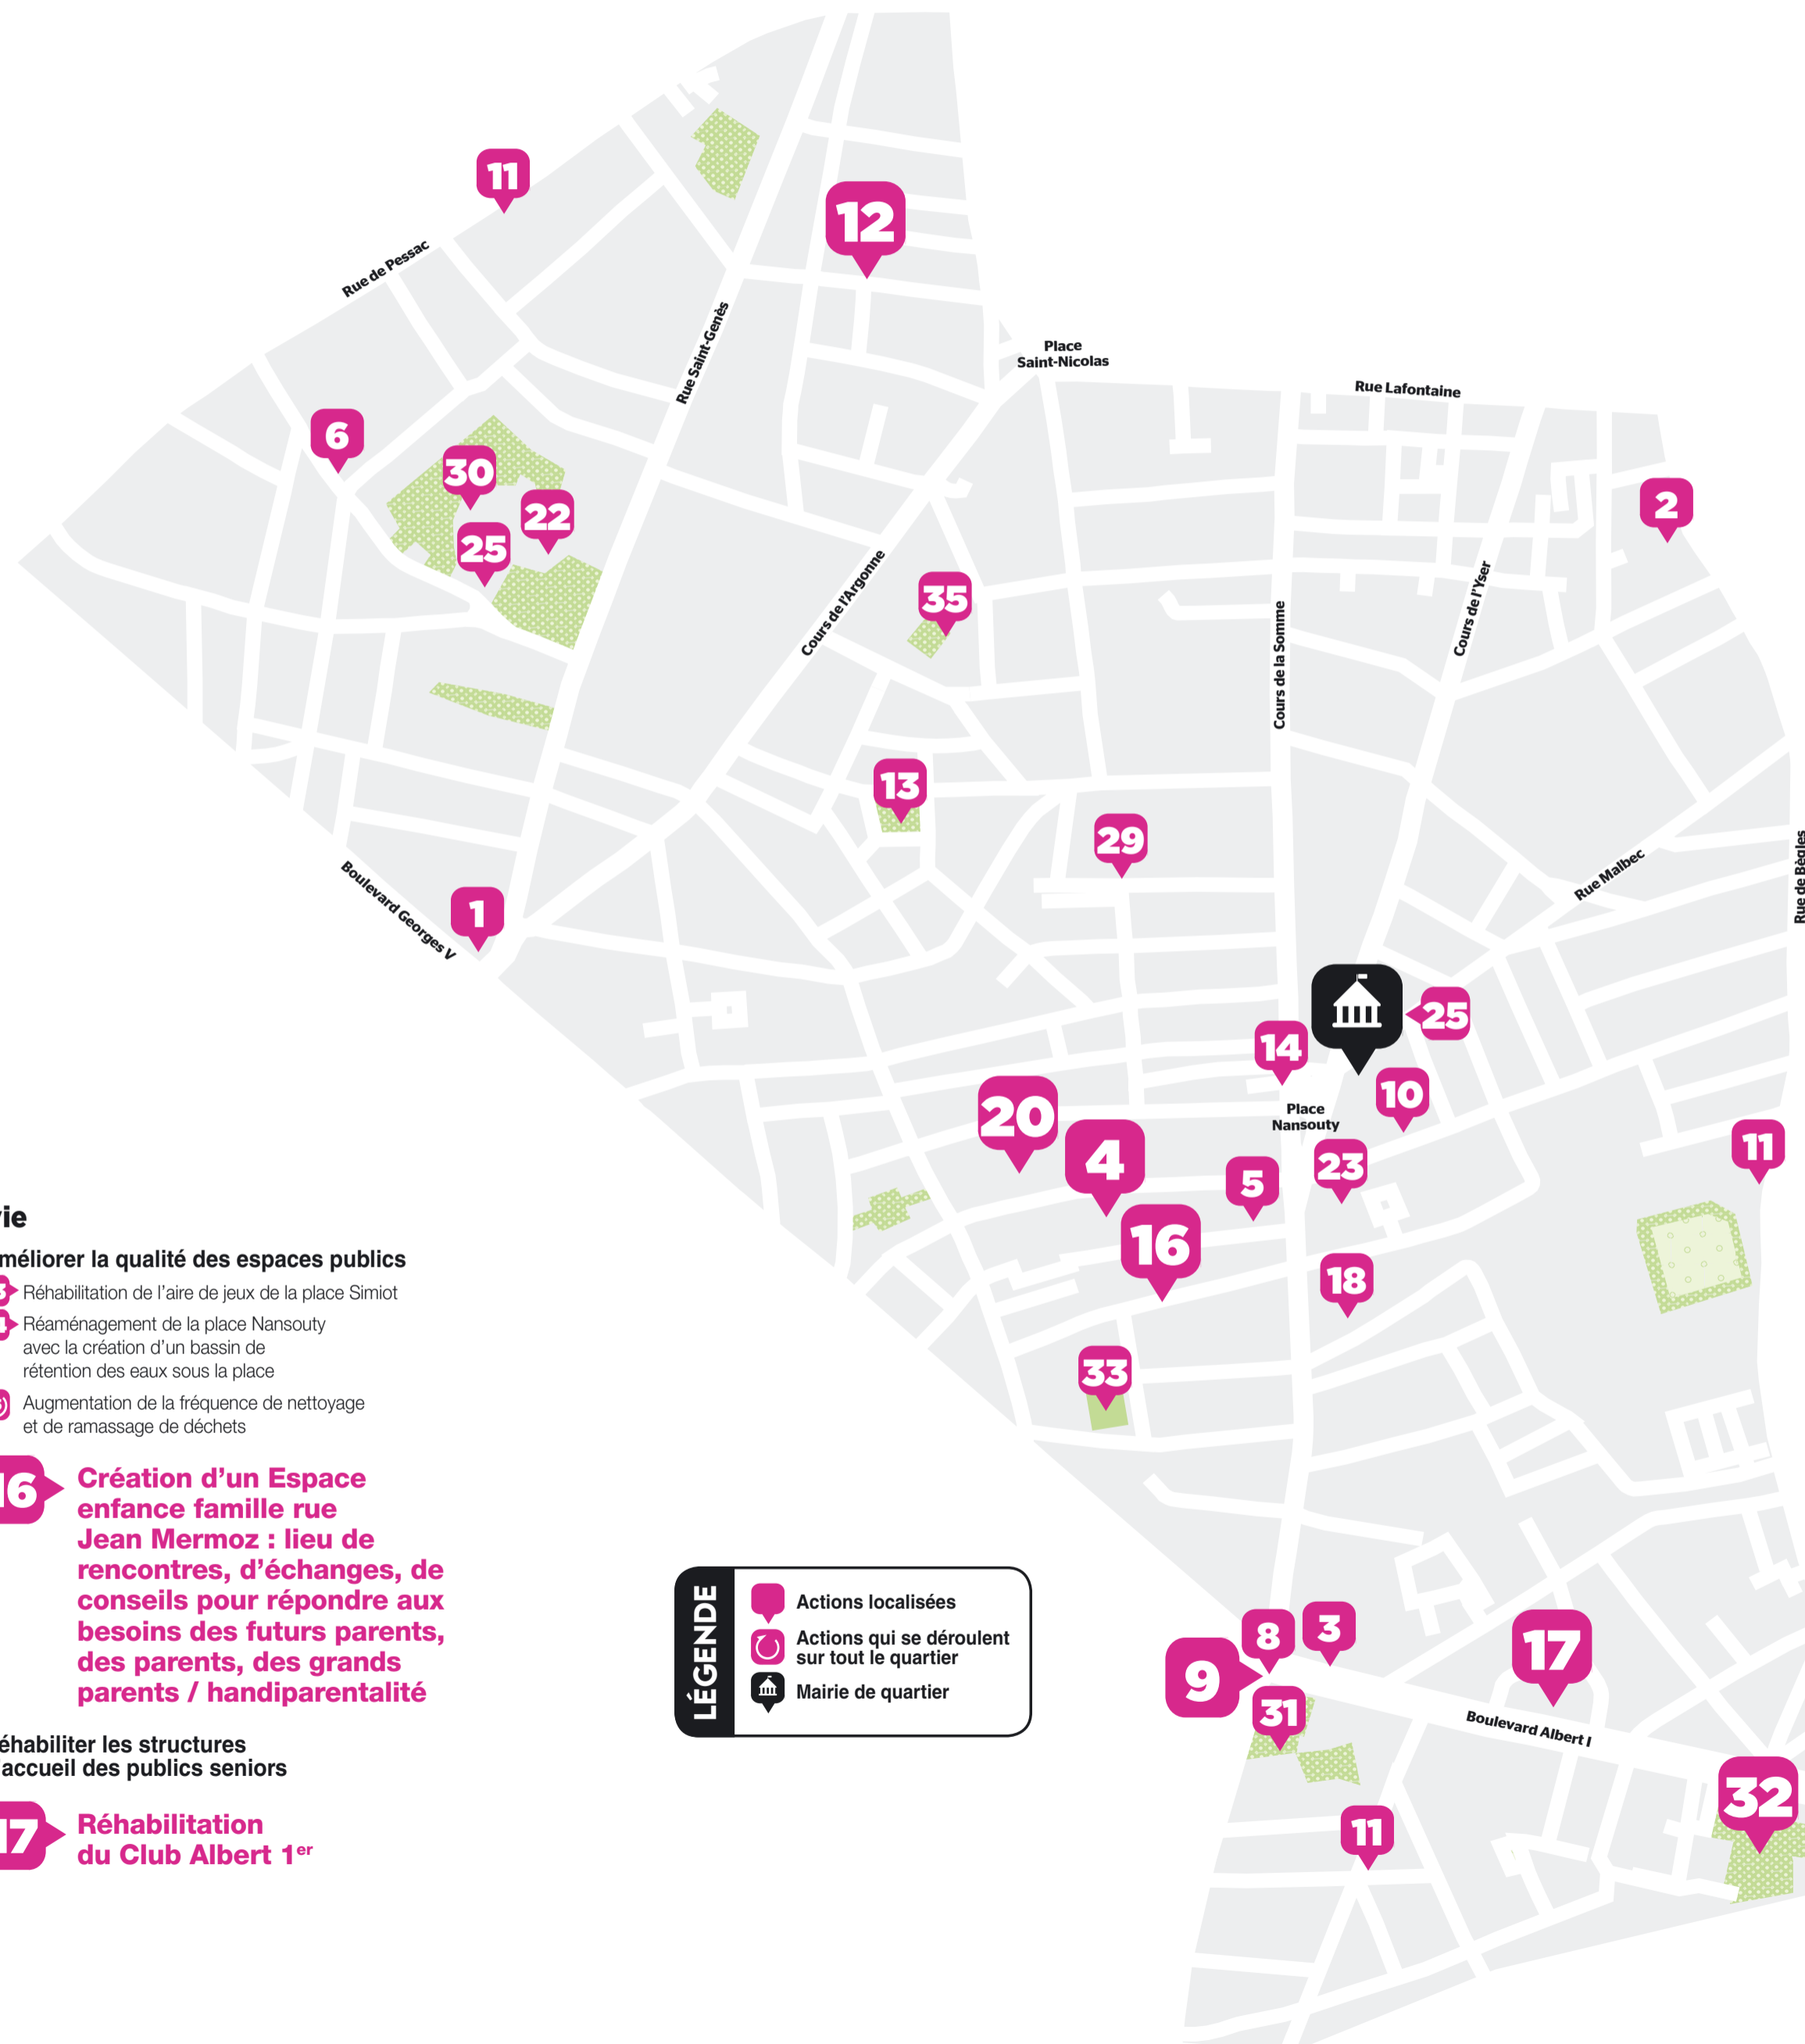 11
12
Rue de Pessac
Rue Saint-Genès
Place
Saint-Nicolas
Rue Lafontaine
6
30
22
25
2
35
Cours de l'Argonne
Cours de la Somme
Cours de l'Yser
13
29
Rue Malbec
Rue de Bègles
Boulevard Georges V
1
25
14
10
20
4
Place
Nansouty
23
5
11
16
18
33
méliorer la qualité des espaces publics
Réhabilitation de l'aire de jeux de la place Simiot
Réaménagement de la place Nansouty
avec la création d'un bassin de
rétention des eaux sous la place
Augmentation de la fréquence de nettoyage
et de ramassage de déchets
16
Création d'un Espace
enfance famille rue
Jean Mermoz : lieu de
rencontres, d'échanges, de
conseils pour répondre aux
besoins des futurs parents,
des parents, des grands
parents / handiparentalité
éhabiliter les structures
'accueil des publics seniors
17
Réhabilitation
du Club Albert 1er
LÉGENDE
Actions localisées
Actions qui se déroulent
sur tout le quartier
Mairie de quartier
8
3
9
17
31
Boulevard Albert I
32
11